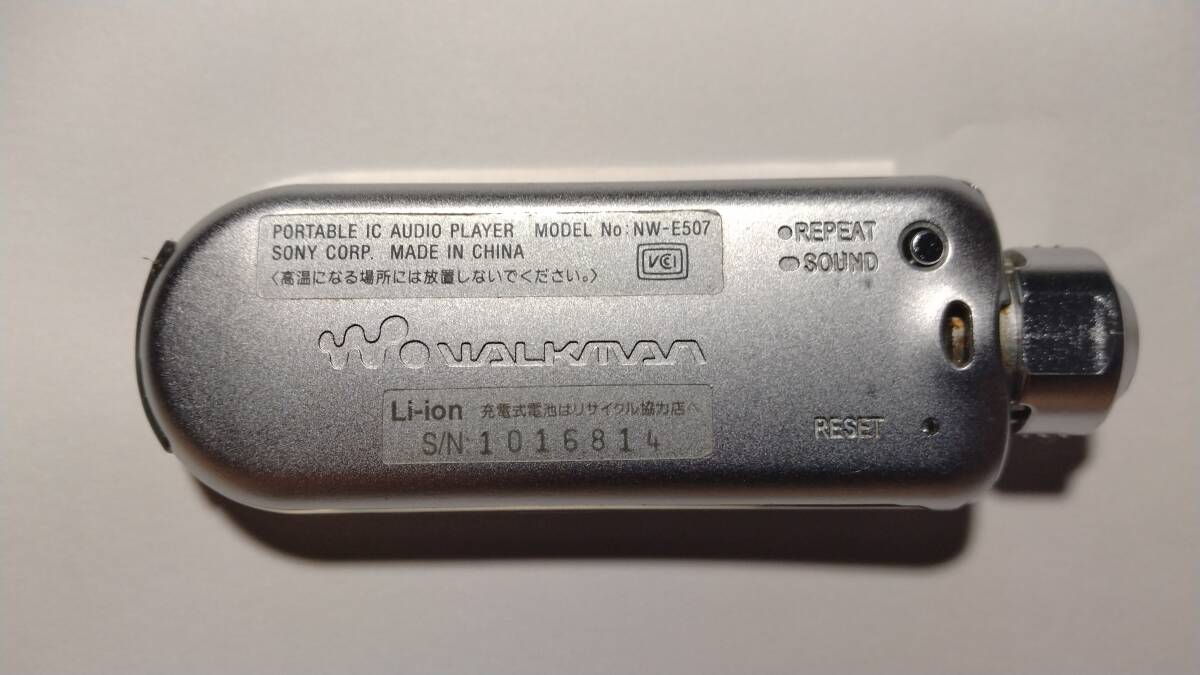 PORTABLE IC AUDIO PLAYER MODEL No: NW-E507
SONY CORP. MADE IN CHINA
〈高温になる場所には放置しないでください。〉
VCI
REPEAT
SOUND
WALKMAN
Li-ion 充電式電池はリサイクル協力店へ
S/N: 1016814
RESET